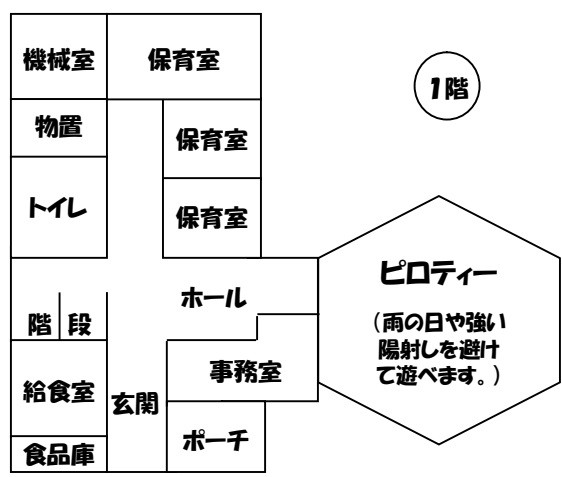 機械室
保育室
1階
物置
保育室
トイレ
保育室
ピロティー
(雨の日や強い
陽射しを避け
て遊べます。)
ホール
階段
事務室
給食室
玄関
ポーチ
食品庫